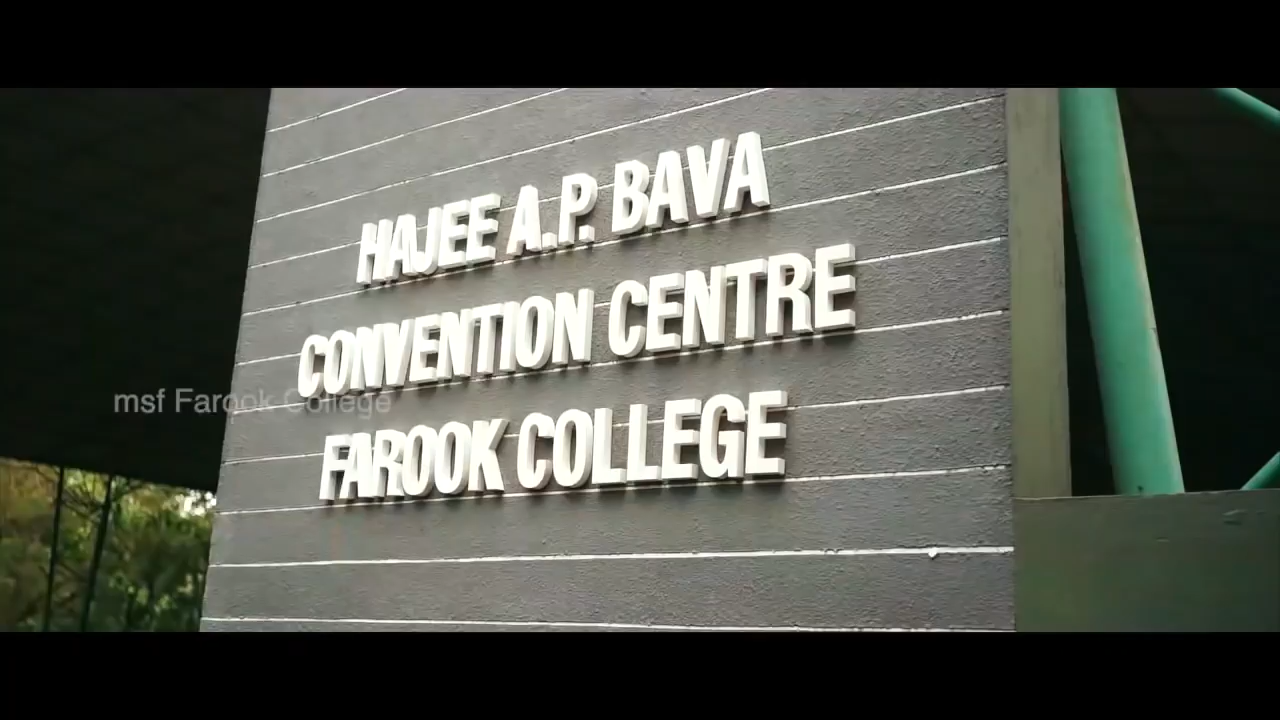 HAJEE A.P. BAVA
CONVENTION CENTRE
msf Farook College
FAROOK COLLEGE